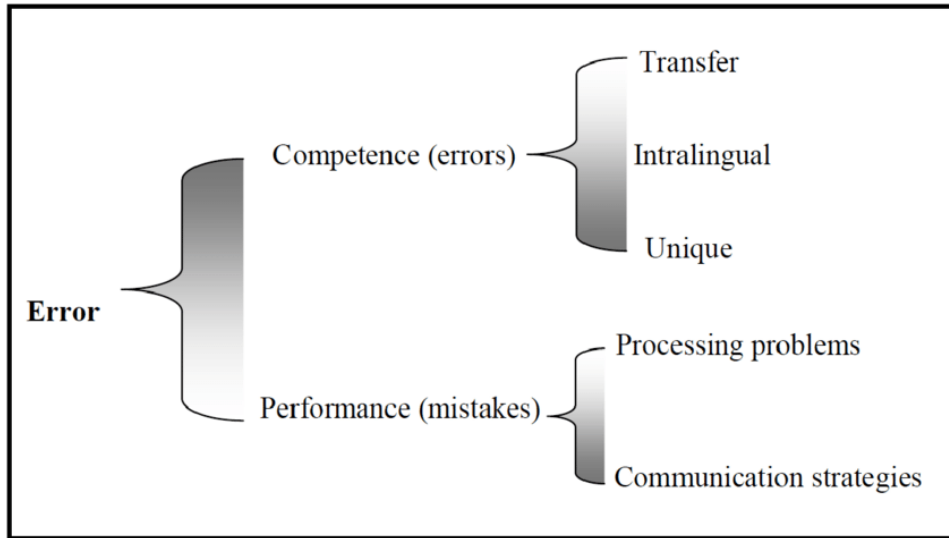 Transfer
Competence (errors)
Intralingual
Unique
Error
Processing problems
Performance (mistakes)
Communication strategies